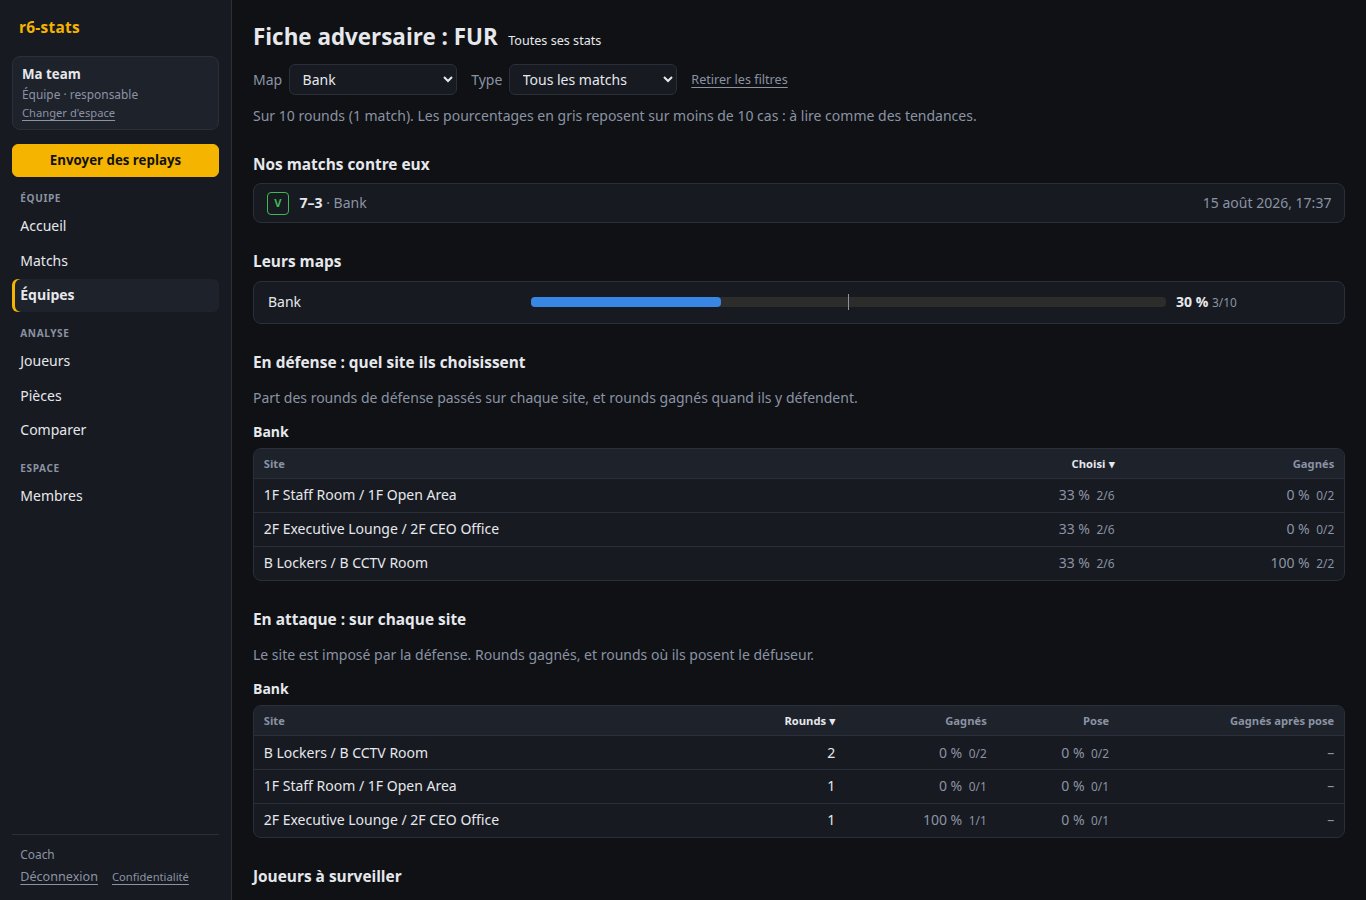 r6-stats
Ma team
Équipe · responsable
Changer d'espace
Envoyer des replays
ÉQUIPE
Accueil
Matchs
Équipes
ANALYSE
Joueurs
Pièces
Comparer
ESPACE
Membres
Coach
Déconnexion Confidentialité
Fiche adversaire : FUR Toutes ses stats
Map Bank Type Tous les matchs Retirer les filtres
Sur 10 rounds (1 match). Les pourcentages en gris reposent sur moins de 10 cas : à lire comme des tendances.
Nos matchs contre eux
V 7–3 · Bank 15 août 2026, 17:37
Leurs maps
Bank 30 % 3/10
En défense : quel site ils choisissent
Part des rounds de défense passés sur chaque site, et rounds gagnés quand ils y défendent.
Bank
Site Choisi ▾ Gagnés
1F Staff Room / 1F Open Area 33 % 2/6 0 % 0/2
2F Executive Lounge / 2F CEO Office 33 % 2/6 0 % 0/2
B Lockers / B CCTV Room 33 % 2/6 100 % 2/2
En attaque : sur chaque site
Le site est imposé par la défense. Rounds gagnés, et rounds où ils posent le défuseur.
Bank
Site Rounds ▾ Gagnés Pose Gagnés après pose
B Lockers / B CCTV Room 2 0 % 0/2 0 % 0/2 –
1F Staff Room / 1F Open Area 1 0 % 0/1 0 % 0/1 –
2F Executive Lounge / 2F CEO Office 1 100 % 1/1 0 % 0/1 –
Joueurs à surveiller